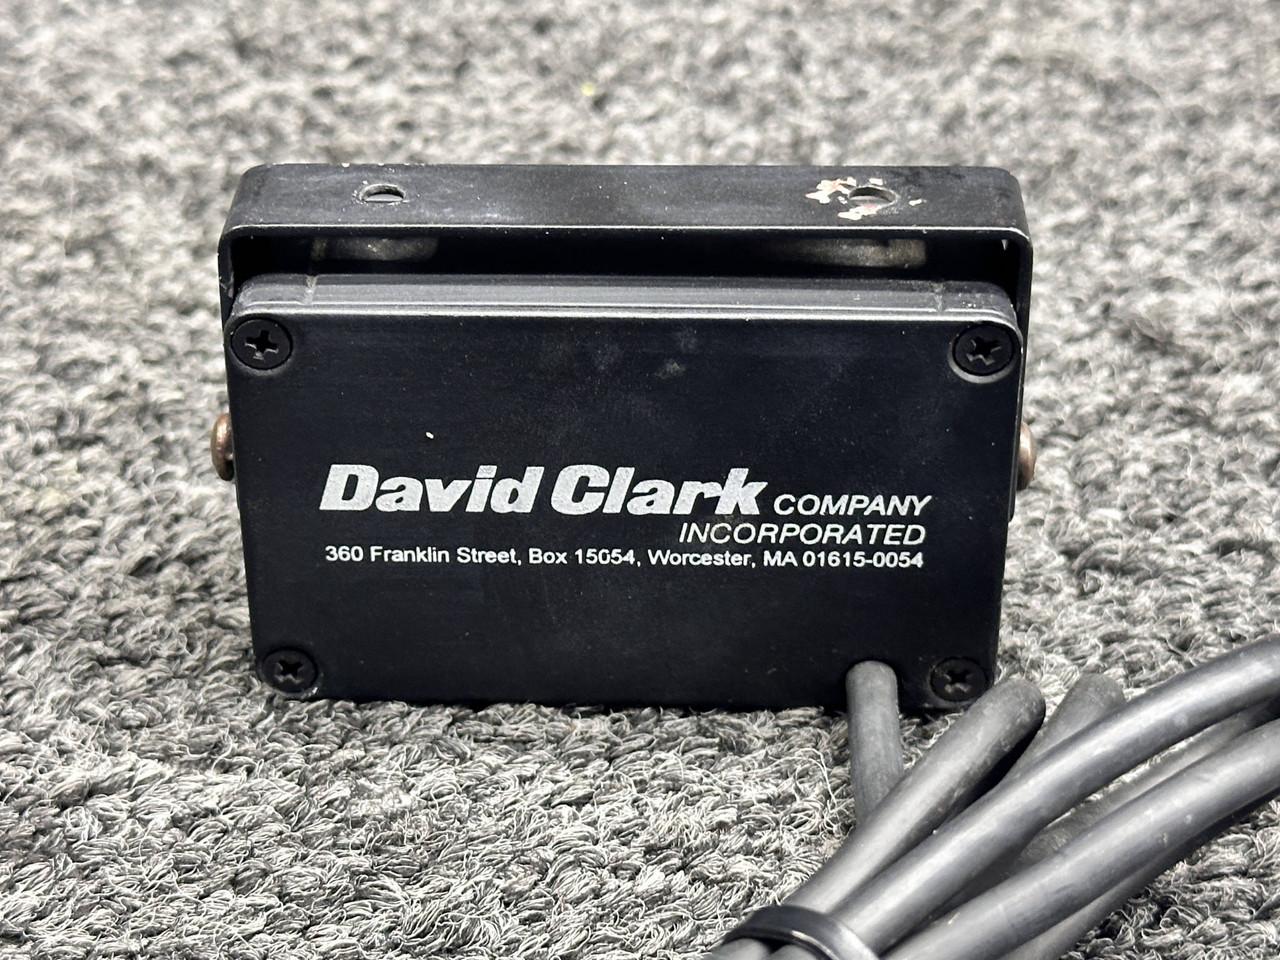 David Clark COMPANY
INCORPORATED
360 Franklin Street, Box 15054, Worcester, MA 01615-0054